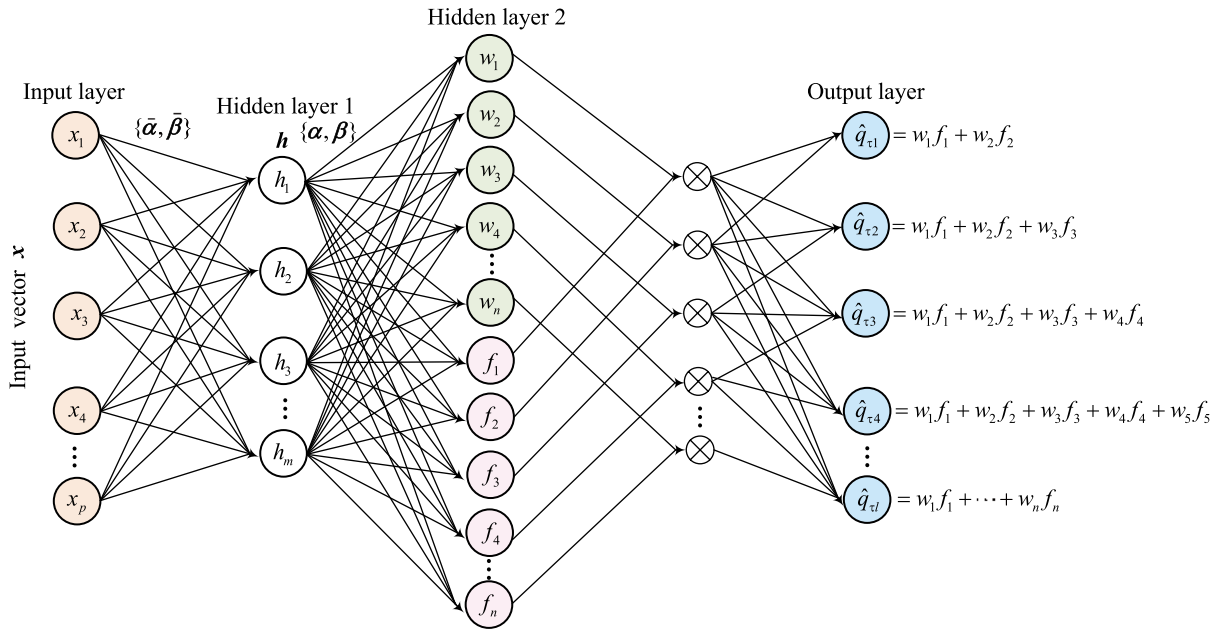 Hidden layer 2
Input layer
Hidden layer 1
Output layer
{ᾱ, β̄}
h
{α, β}
Input vector x
x₁
x₂
x₃
x₄
⋮
xₚ
h₁
h₂
h₃
⋮
hₘ
w₁
w₂
w₃
w₄
⋮
wₙ
f₁
f₂
f₃
f₄
⋮
fₙ
⊗
⊗
⊗
⊗
⋮
⊗
q̂τ1 = w₁f₁ + w₂f₂
q̂τ2 = w₁f₁ + w₂f₂ + w₃f₃
q̂τ3 = w₁f₁ + w₂f₂ + w₃f₃ + w₄f₄
q̂τ4 = w₁f₁ + w₂f₂ + w₃f₃ + w₄f₄ + w₅f₅
⋮
q̂τl = w₁f₁ + ⋯ + wₙfₙ